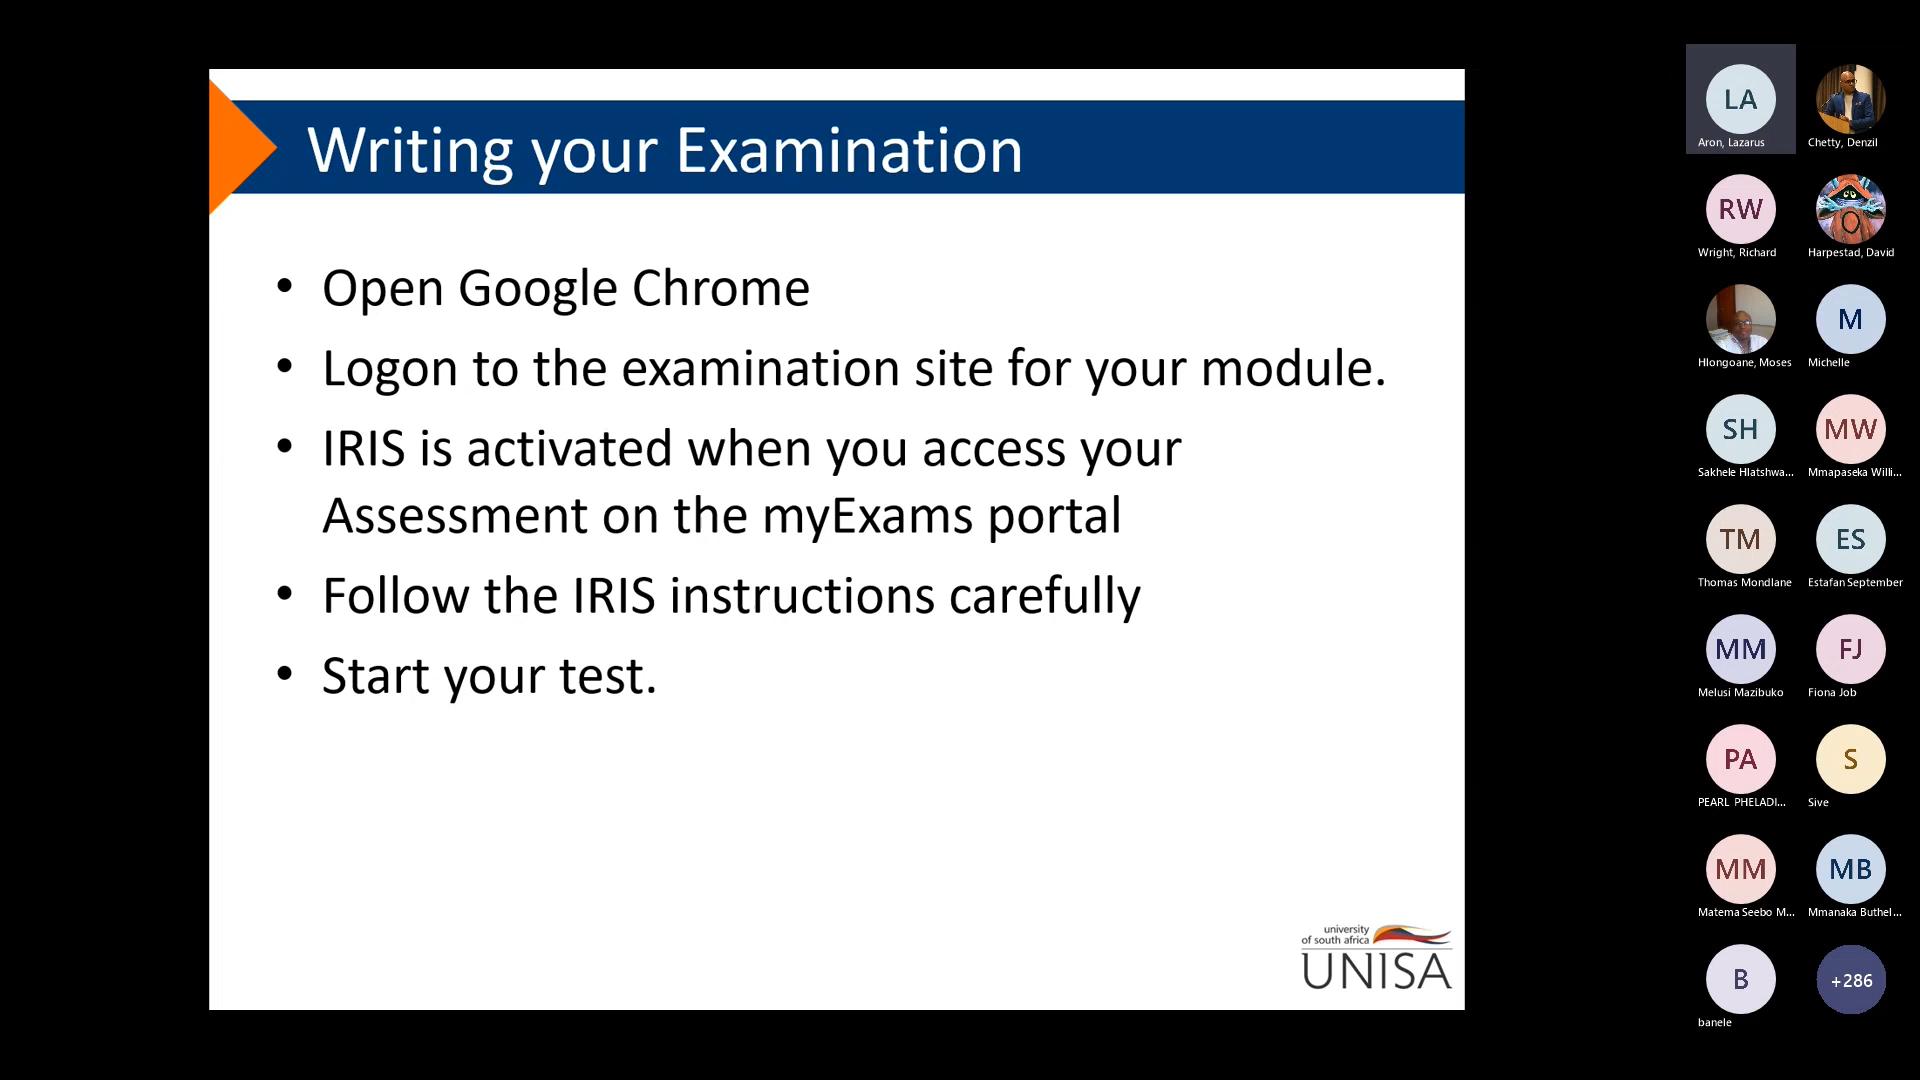 Writing your Examination
• Open Google Chrome
• Logon to the examination site for your module.
• IRIS is activated when you access your
Assessment on the myExams portal
• Follow the IRIS instructions carefully
• Start your test.
university
of south africa
UNISA
LA
Aron, Lazarus
Chetty, Denzil
RW
Wright, Richard
Harpestad, David
Hlongoane, Moses
M
Michelle
SH
Sakhele Hlatshwa...
MW
Mmapaseka Willi...
TM
Thomas Mondlane
ES
Estafan September
MM
Melusi Mazibuko
FJ
Fiona Job
PA
PEARL PHELADI...
S
Sive
MM
Matema Seebo M...
MB
Mmanaka Buthel...
B
banele
+286